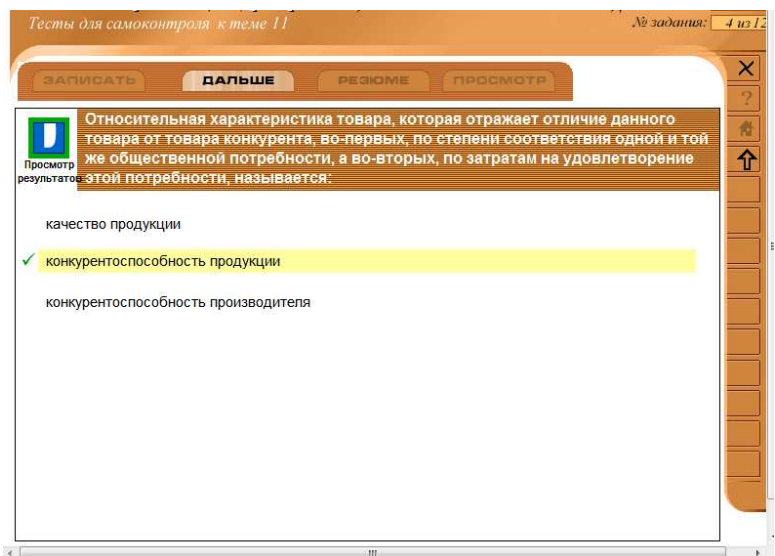 Тесты для самоконтроля к теме 11
№ задания: 4 из 12
ЗАПИСАТЬ ДАЛЬШЕ РЕЗЮМЕ ПРОСМОТР
?
Просмотр
результатов
Относительная характеристика товара, которая отражает отличие данного
товара от товара конкурента, во-первых, по степени соответствия одной и той
же общественной потребности, а во-вторых, по затратам на удовлетворение
этой потребности, называется:
качество продукции
конкурентоспособность продукции
конкурентоспособность производителя